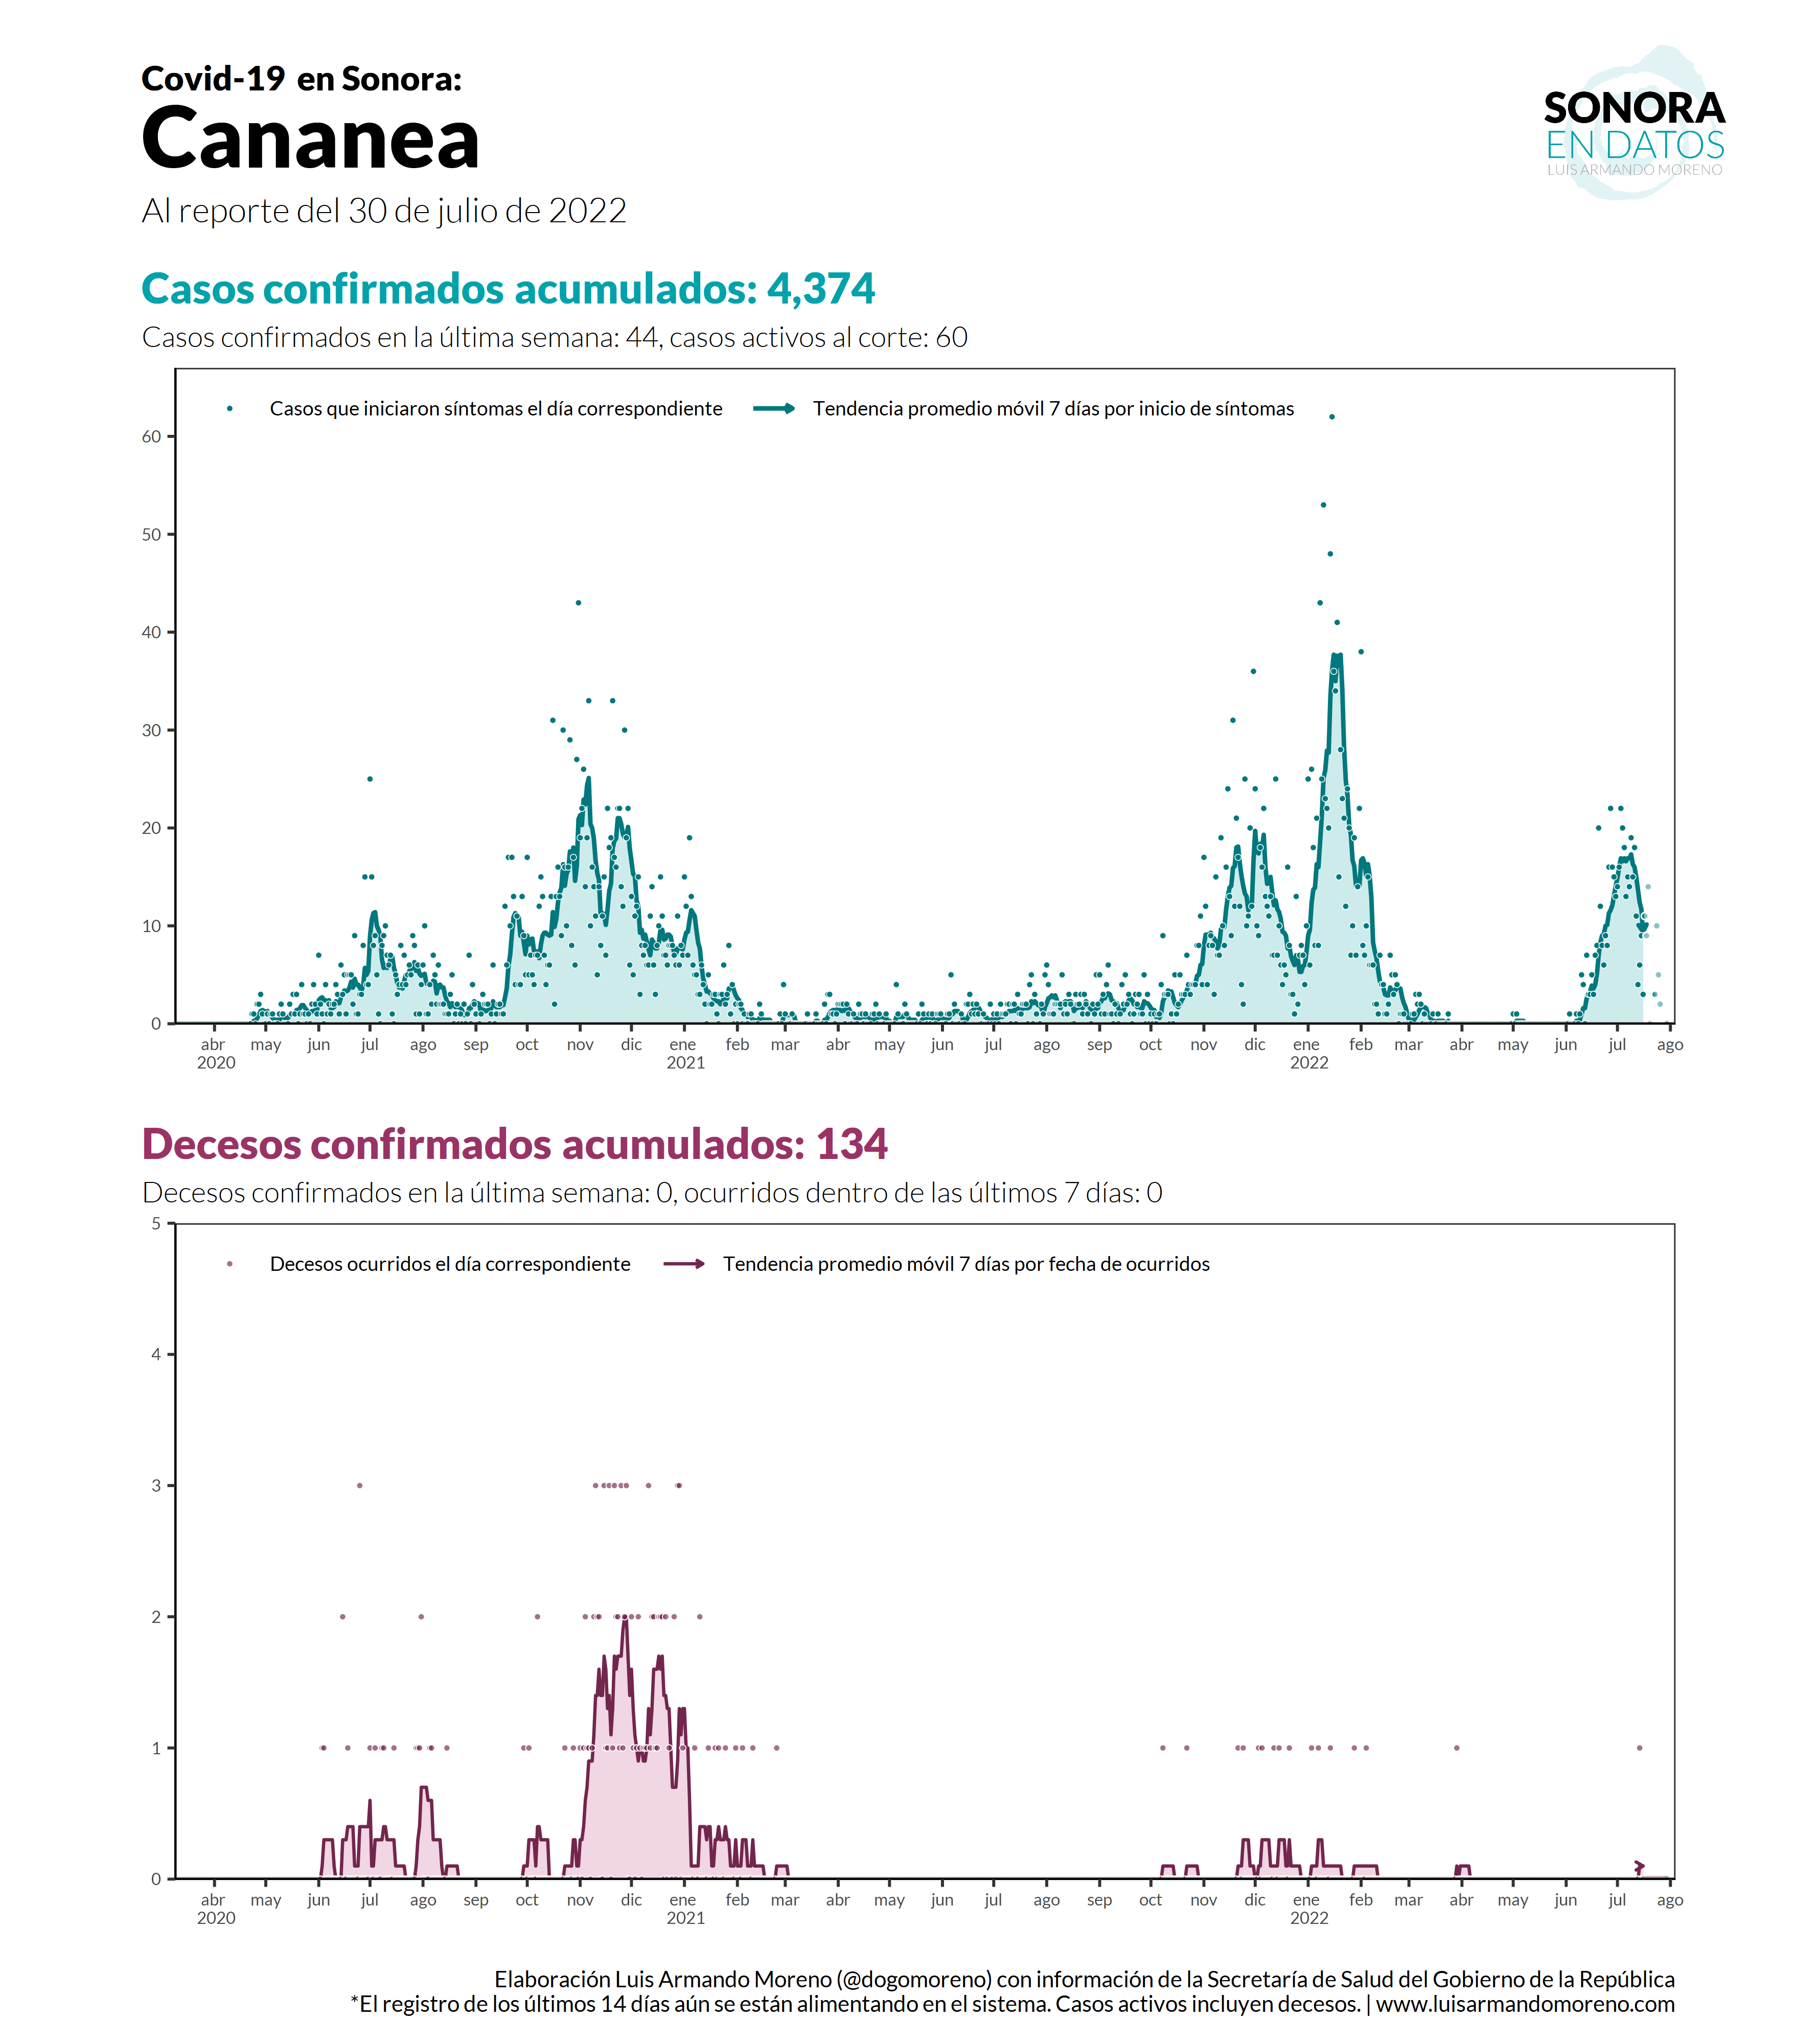 Covid-19 en Sonora:
Cananea
Al reporte del 30 de julio de 2022
SONORA
EN DATOS
LUIS ARMANDO MORENO
Casos confirmados acumulados: 4,374
Casos confirmados en la última semana: 44, casos activos al corte: 60
Casos que iniciaron síntomas el día correspondiente Tendencia promedio móvil 7 días por inicio de síntomas
60
50
40
30
20
10
0
abr may jun jul ago sep oct nov dic ene feb mar abr may jun jul ago sep oct nov dic ene feb mar abr may jun jul ago
2020 2021 2022
Decesos confirmados acumulados: 134
Decesos confirmados en la última semana: 0, ocurridos dentro de las últimos 7 días: 0
5
Decesos ocurridos el día correspondiente Tendencia promedio móvil 7 días por fecha de ocurridos
4
3
2
1
0
abr may jun jul ago sep oct nov dic ene feb mar abr may jun jul ago sep oct nov dic ene feb mar abr may jun jul ago
2020 2021 2022
Elaboración Luis Armando Moreno (@dogomoreno) con información de la Secretaría de Salud del Gobierno de la República
*El registro de los últimos 14 días aún se están alimentando en el sistema. Casos activos incluyen decesos. | www.luisarmandomoreno.com